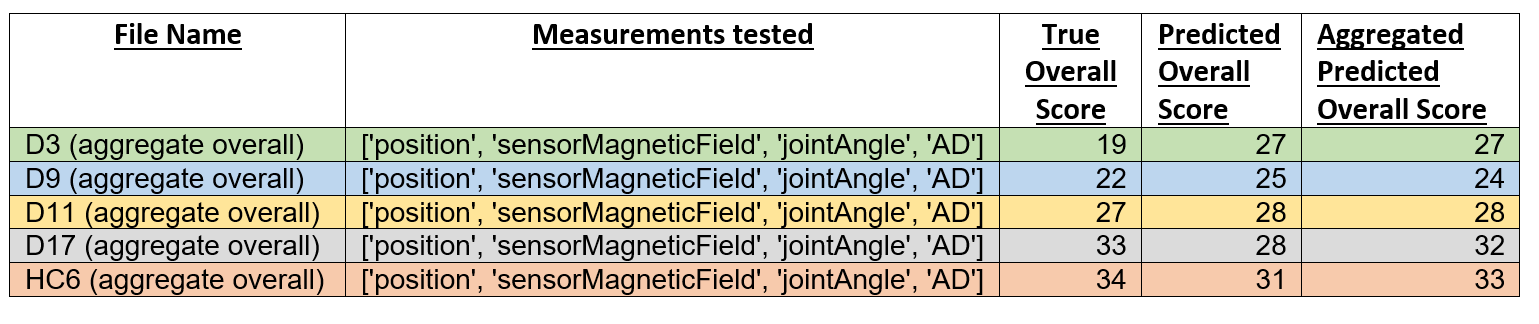 File Name Measurements tested True Overall Score Predicted Overall Score Aggregated Predicted Overall Score
D3 (aggregate overall) ['position', 'sensorMagneticField', 'jointAngle', 'AD'] 19 27 27
D9 (aggregate overall) ['position', 'sensorMagneticField', 'jointAngle', 'AD'] 22 25 24
D11 (aggregate overall) ['position', 'sensorMagneticField', 'jointAngle', 'AD'] 27 28 28
D17 (aggregate overall) ['position', 'sensorMagneticField', 'jointAngle', 'AD'] 33 28 32
HC6 (aggregate overall) ['position', 'sensorMagneticField', 'jointAngle', 'AD'] 34 31 33